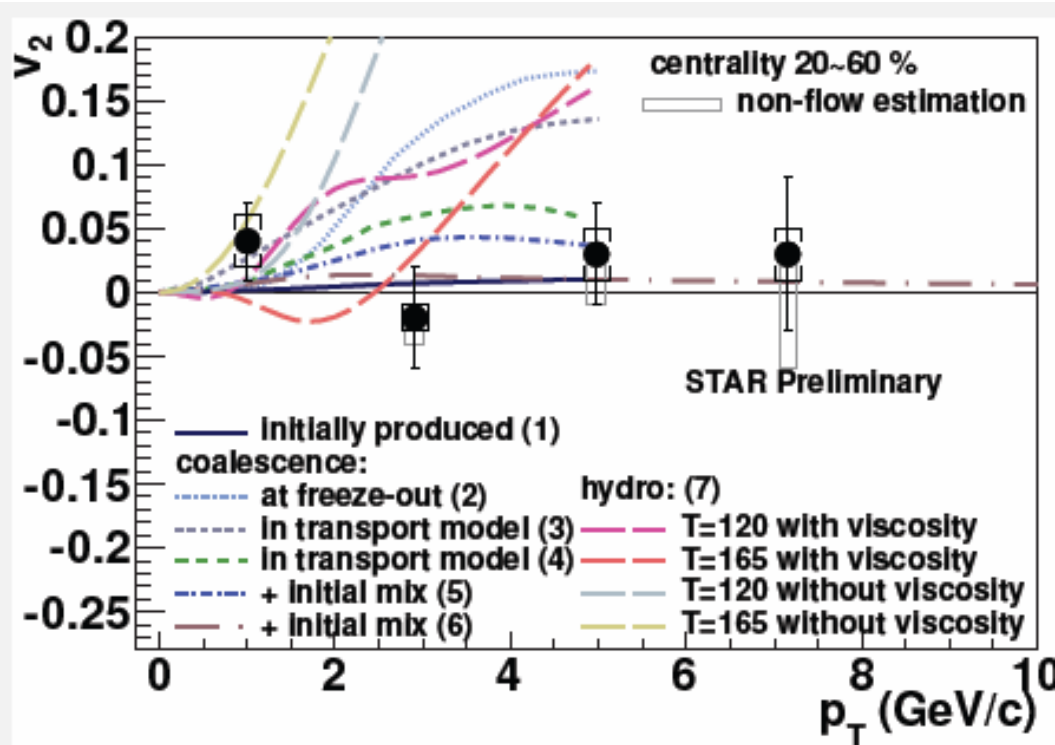 v2
0.2
0.15
0.1
0.05
0
-0.05
-0.1
-0.15
-0.2
-0.25
centrality 20~60 %
non-flow estimation
STAR Preliminary
initially produced (1)
coalescence:
at freeze-out (2)
in transport model (3)
in transport model (4)
+ initial mix (5)
+ initial mix (6)
hydro: (7)
T=120 with viscosity
T=165 with viscosity
T=120 without viscosity
T=165 without viscosity
0 2 4 6 8 10
pT (GeV/c)